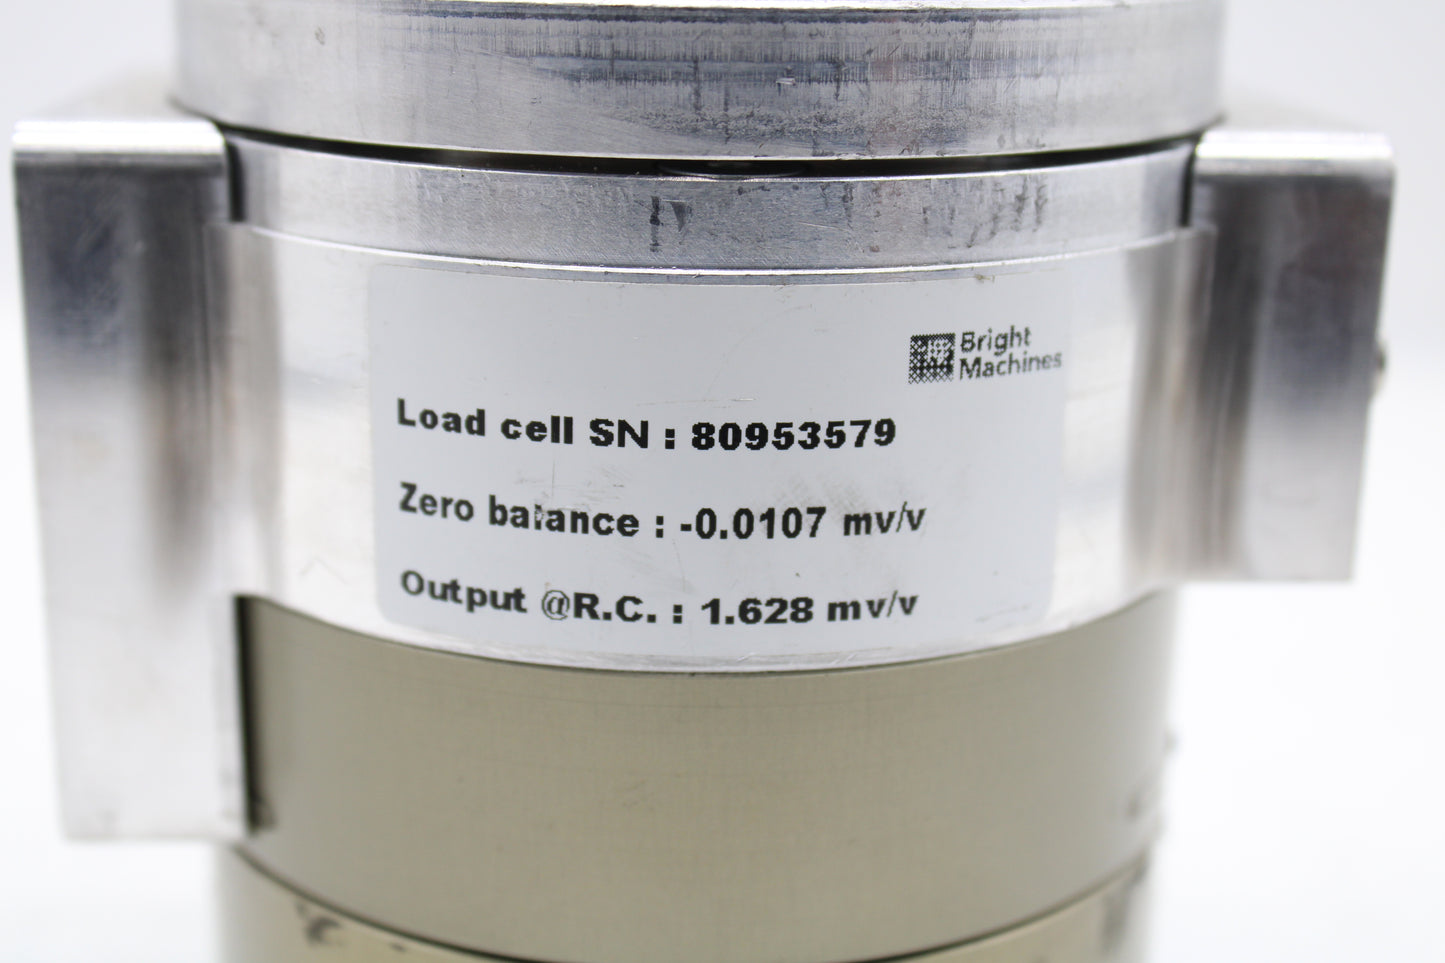 Bright
Machines
Load cell SN : 80953579
Zero balance : -0.0107 mv/v
Output @R.C. : 1.628 mv/v